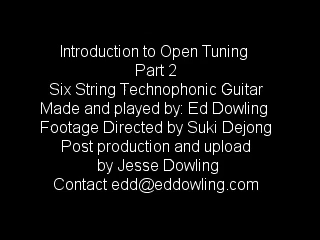 Introduction to Open Tuning
Part 2
Six String Technophonic Guitar
Made and played by: Ed Dowling
Footage Directed by Suki Dejong
Post production and upload
by Jesse Dowling
Contact edd@eddowling.com